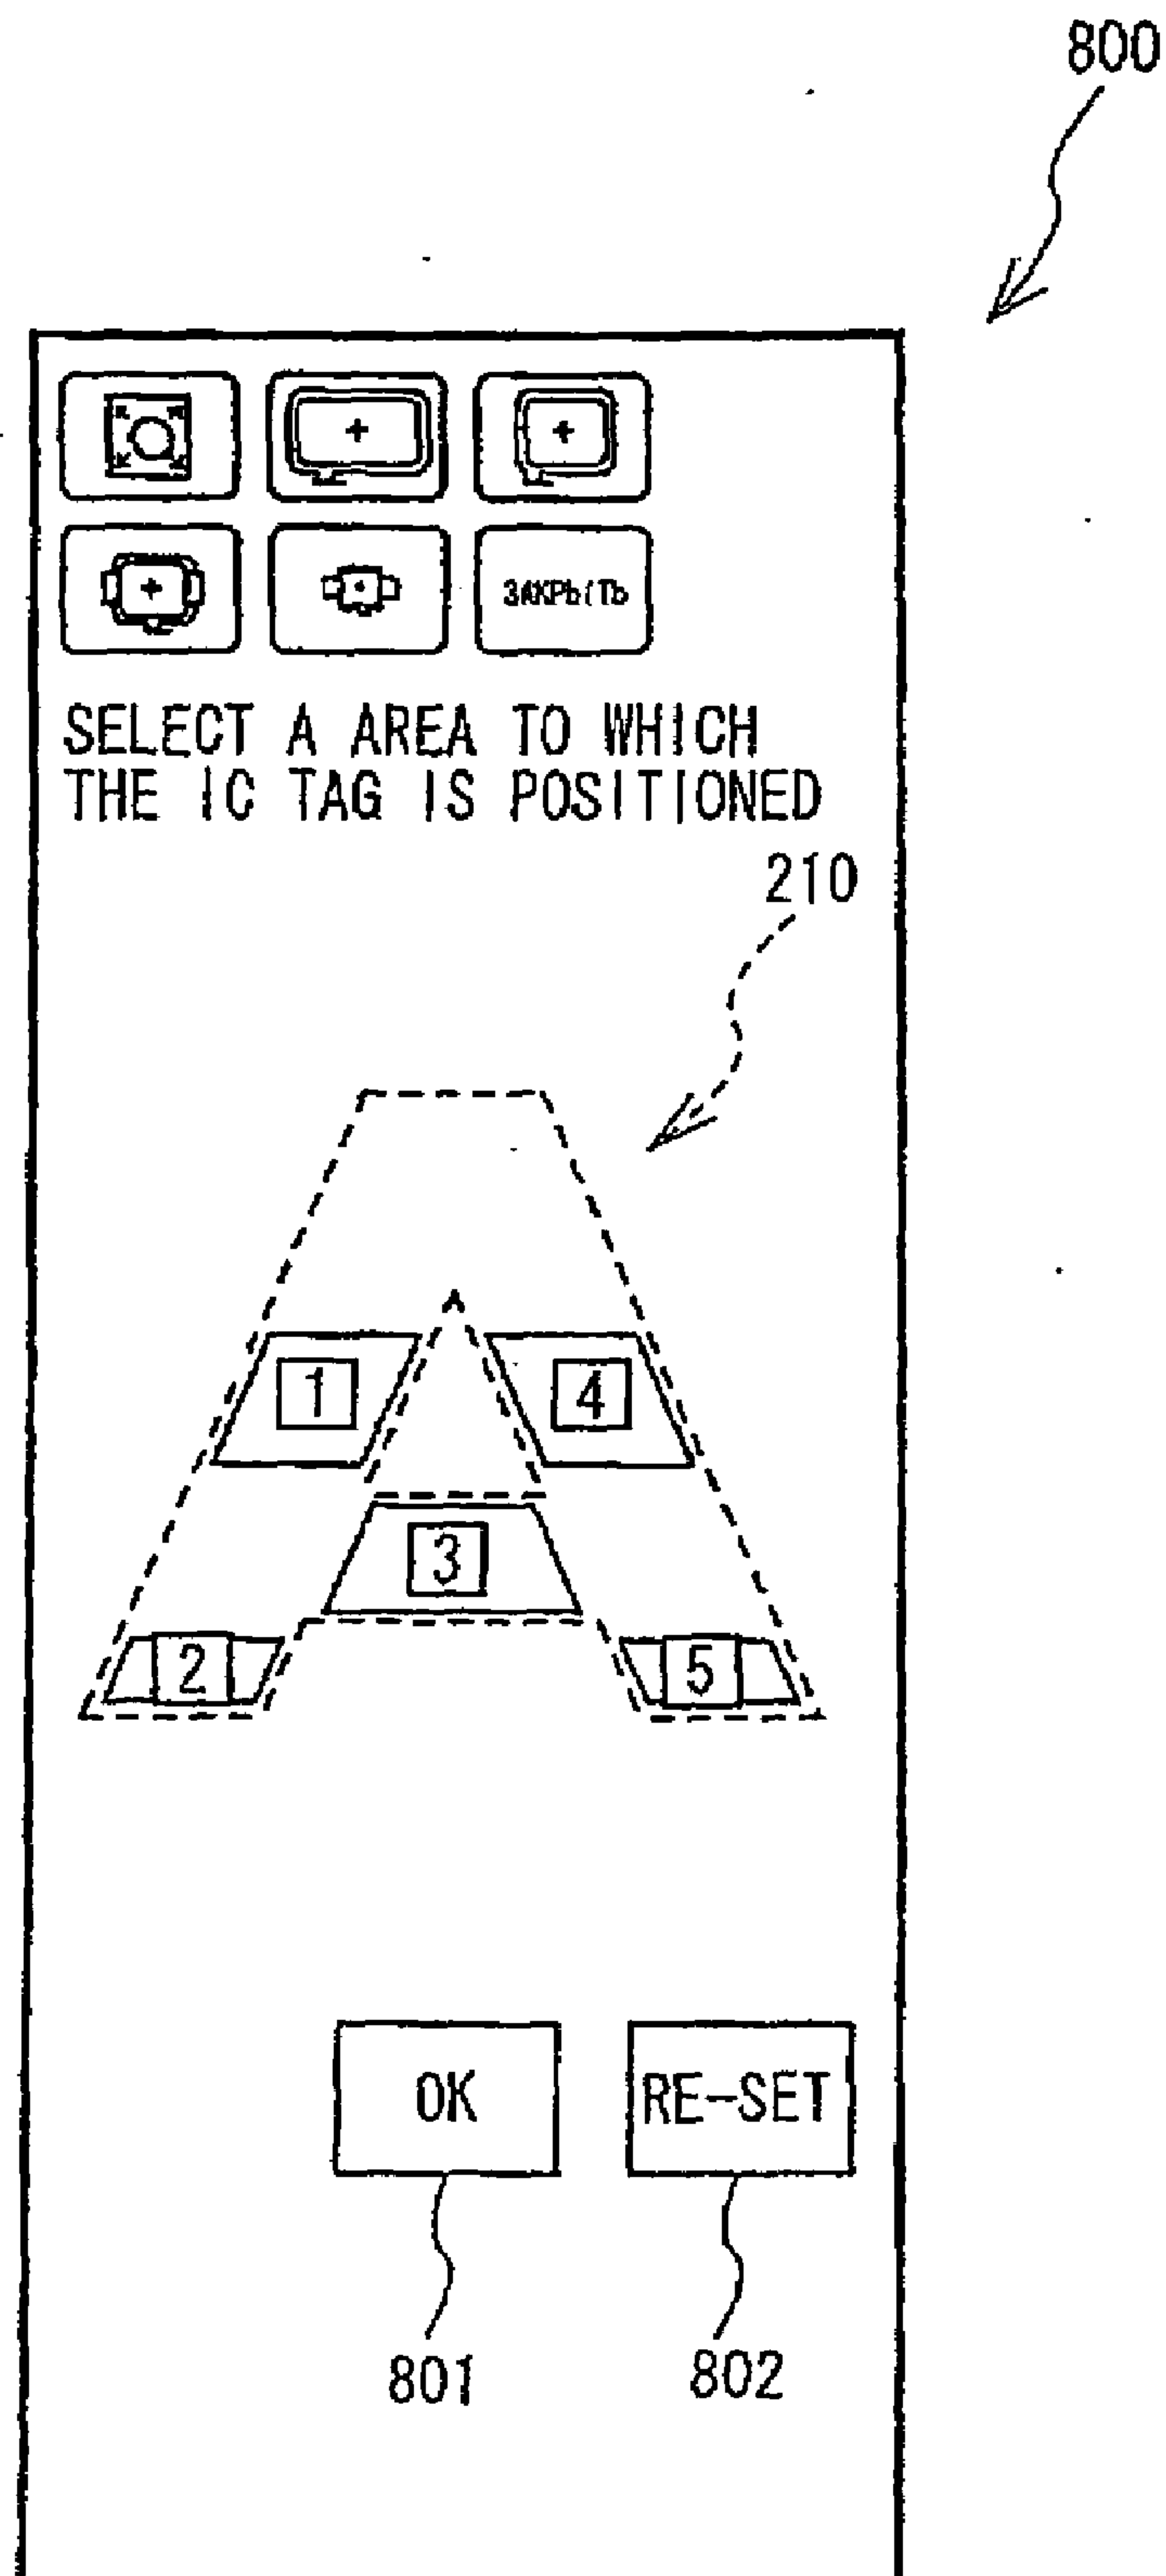 800
3AKPbITb
SELECT A AREA TO WHICH
THE IC TAG IS POSITIONED
210
1
4
3
2
5
OK
RE-SET
801
802